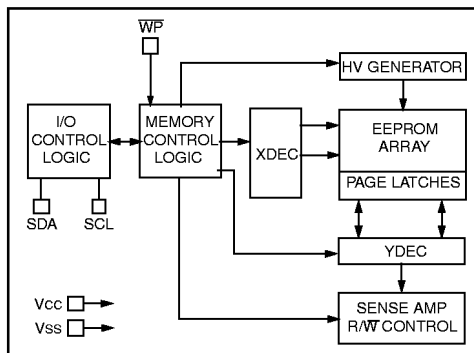 W̅P̅
HV GENERATOR
I/O
CONTROL
LOGIC
MEMORY
CONTROL
LOGIC
XDEC
EEPROM
ARRAY
PAGE LATCHES
SDA
SCL
YDEC
Vcc
Vss
SENSE AMP
R/W̅ CONTROL